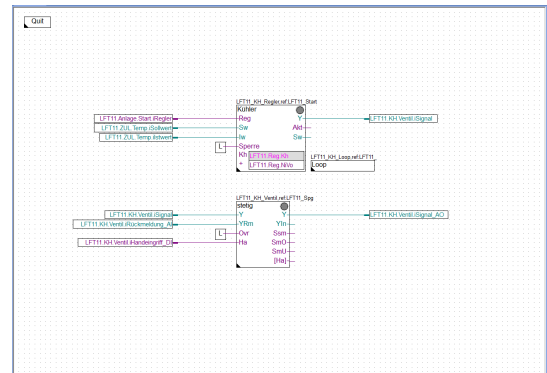 Quit
LFT11_KH_Regler.ref.LFT11_Start
Kühler
LFT11.Anlage.Start.iRegler
Reg
Y
LFT11.KH.Ventil.iSignal
LFT11.ZUL.Temp.iSollwert
Sw
Akt
LFT11.ZUL.Temp.iIstwert
Iw
Sw
L
Sperre
Kh
LFT11.Reg.Kh
LFT11_KH_Loop.ref.LFT11_
+
LFT11.Reg.NiVo
Loop
LFT11_KH_Ventil.ref.LFT11_Spg
stetig
LFT11.KH.Ventil.iSignal
Y
Y
LFT11.KH.Ventil.iSignal_AO
LFT11.KH.Ventil.iRückmeldung_AI
YRm
YIn
L
Ovr
Ssm
LFT11.KH.Ventil.iHandeingriff_DI
Ha
SmO
SmU
[Ha]